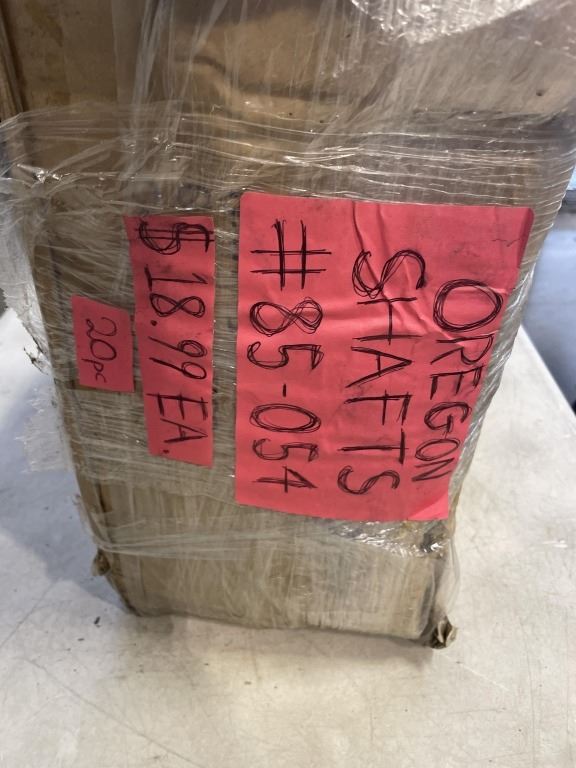 OREGON
SHAFTS
#85-054
$18.99 EA.
20pc